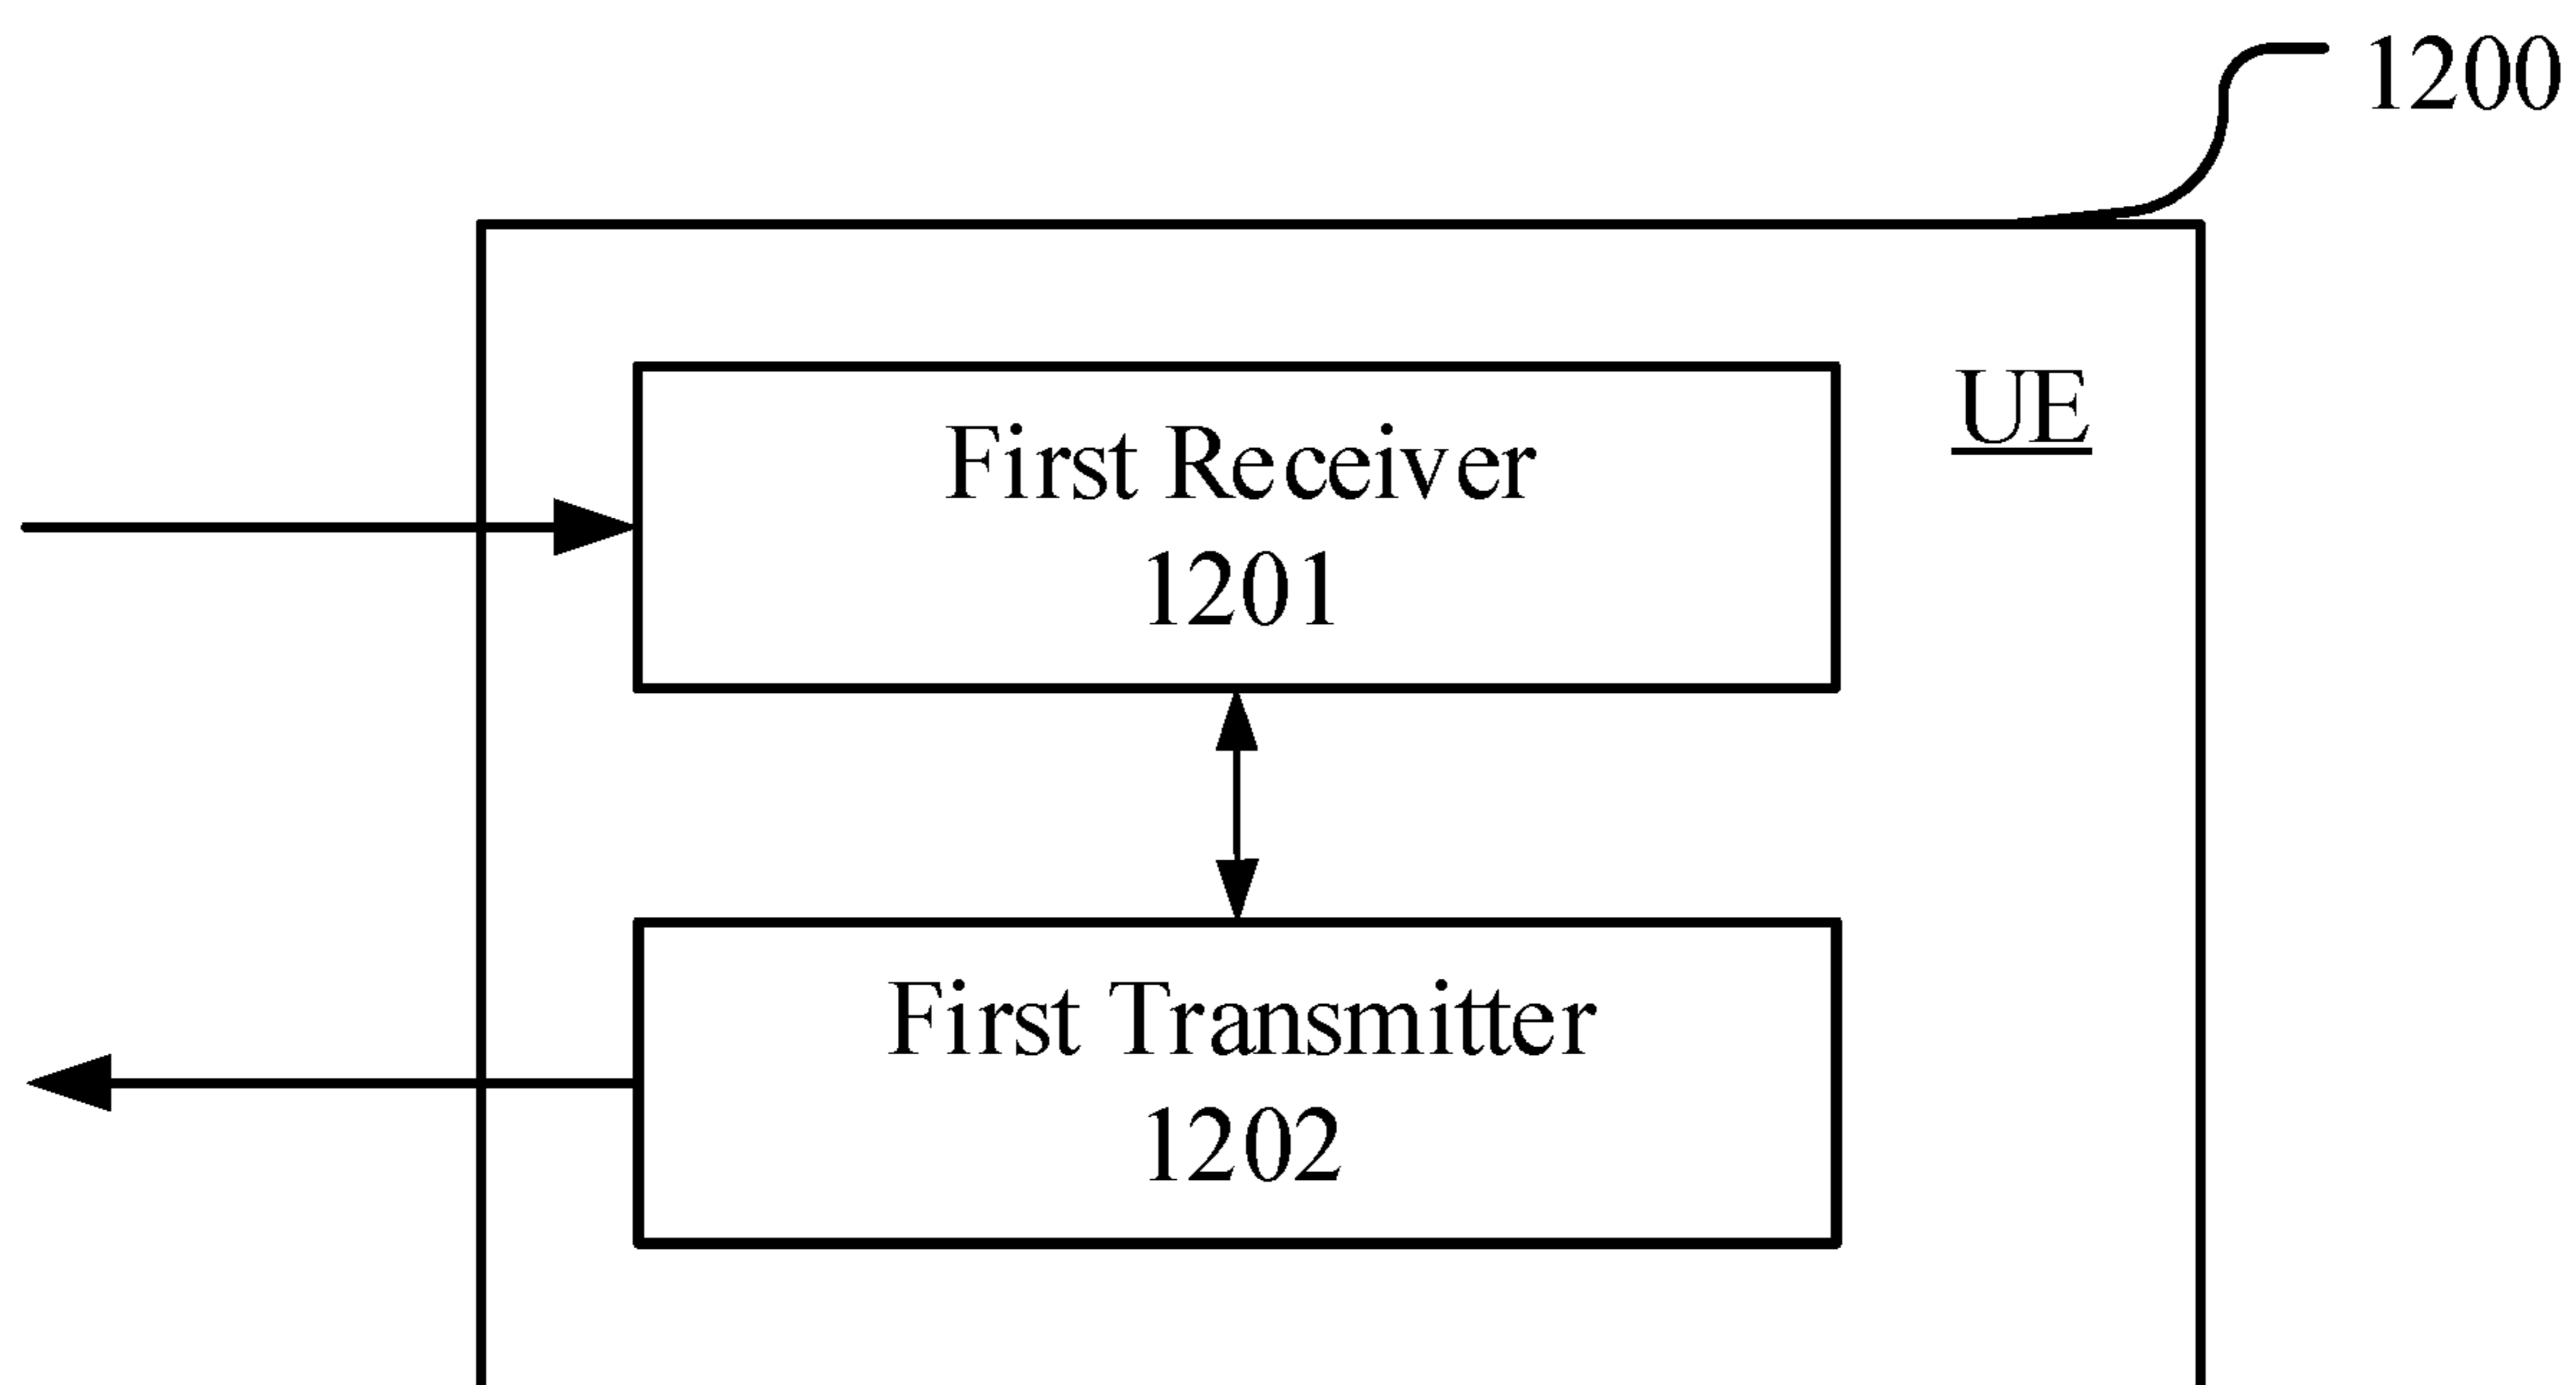 1200
UE
First Receiver
1201
First Transmitter
1202